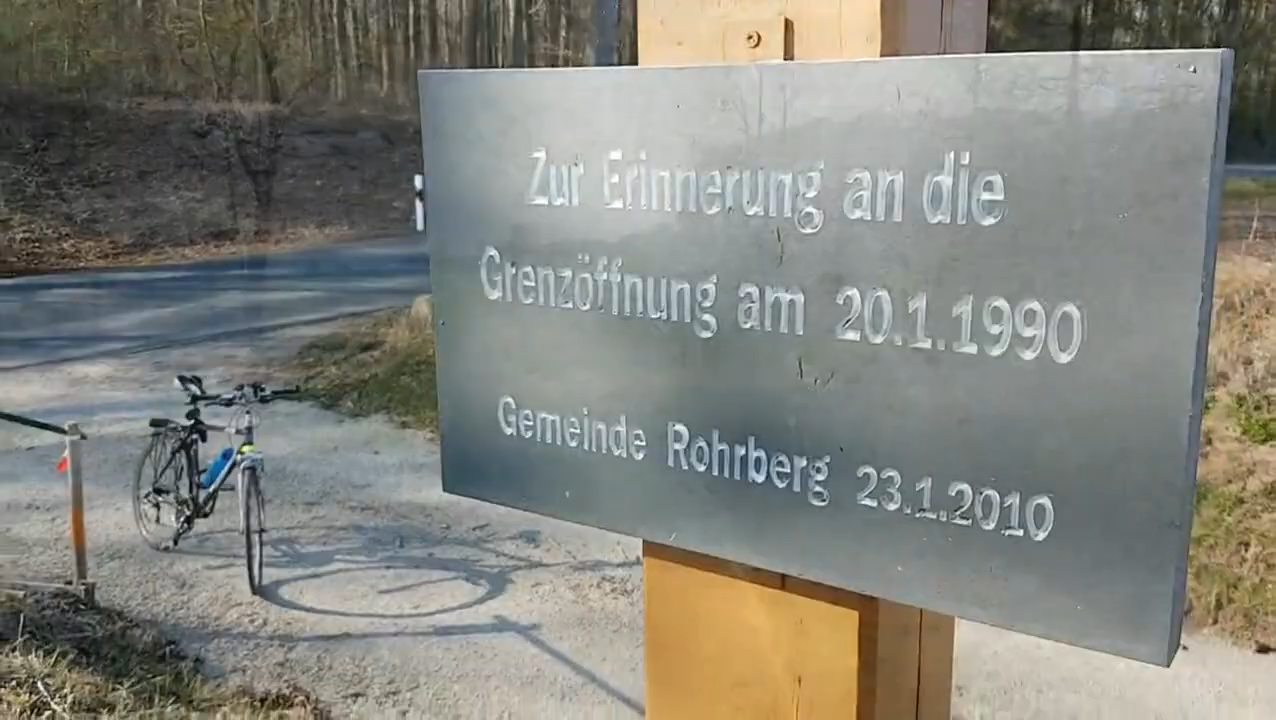 Zur Erinnerung an die
Grenzöffnung am 20.1.1990
Gemeinde Rohrberg 23.1.2010